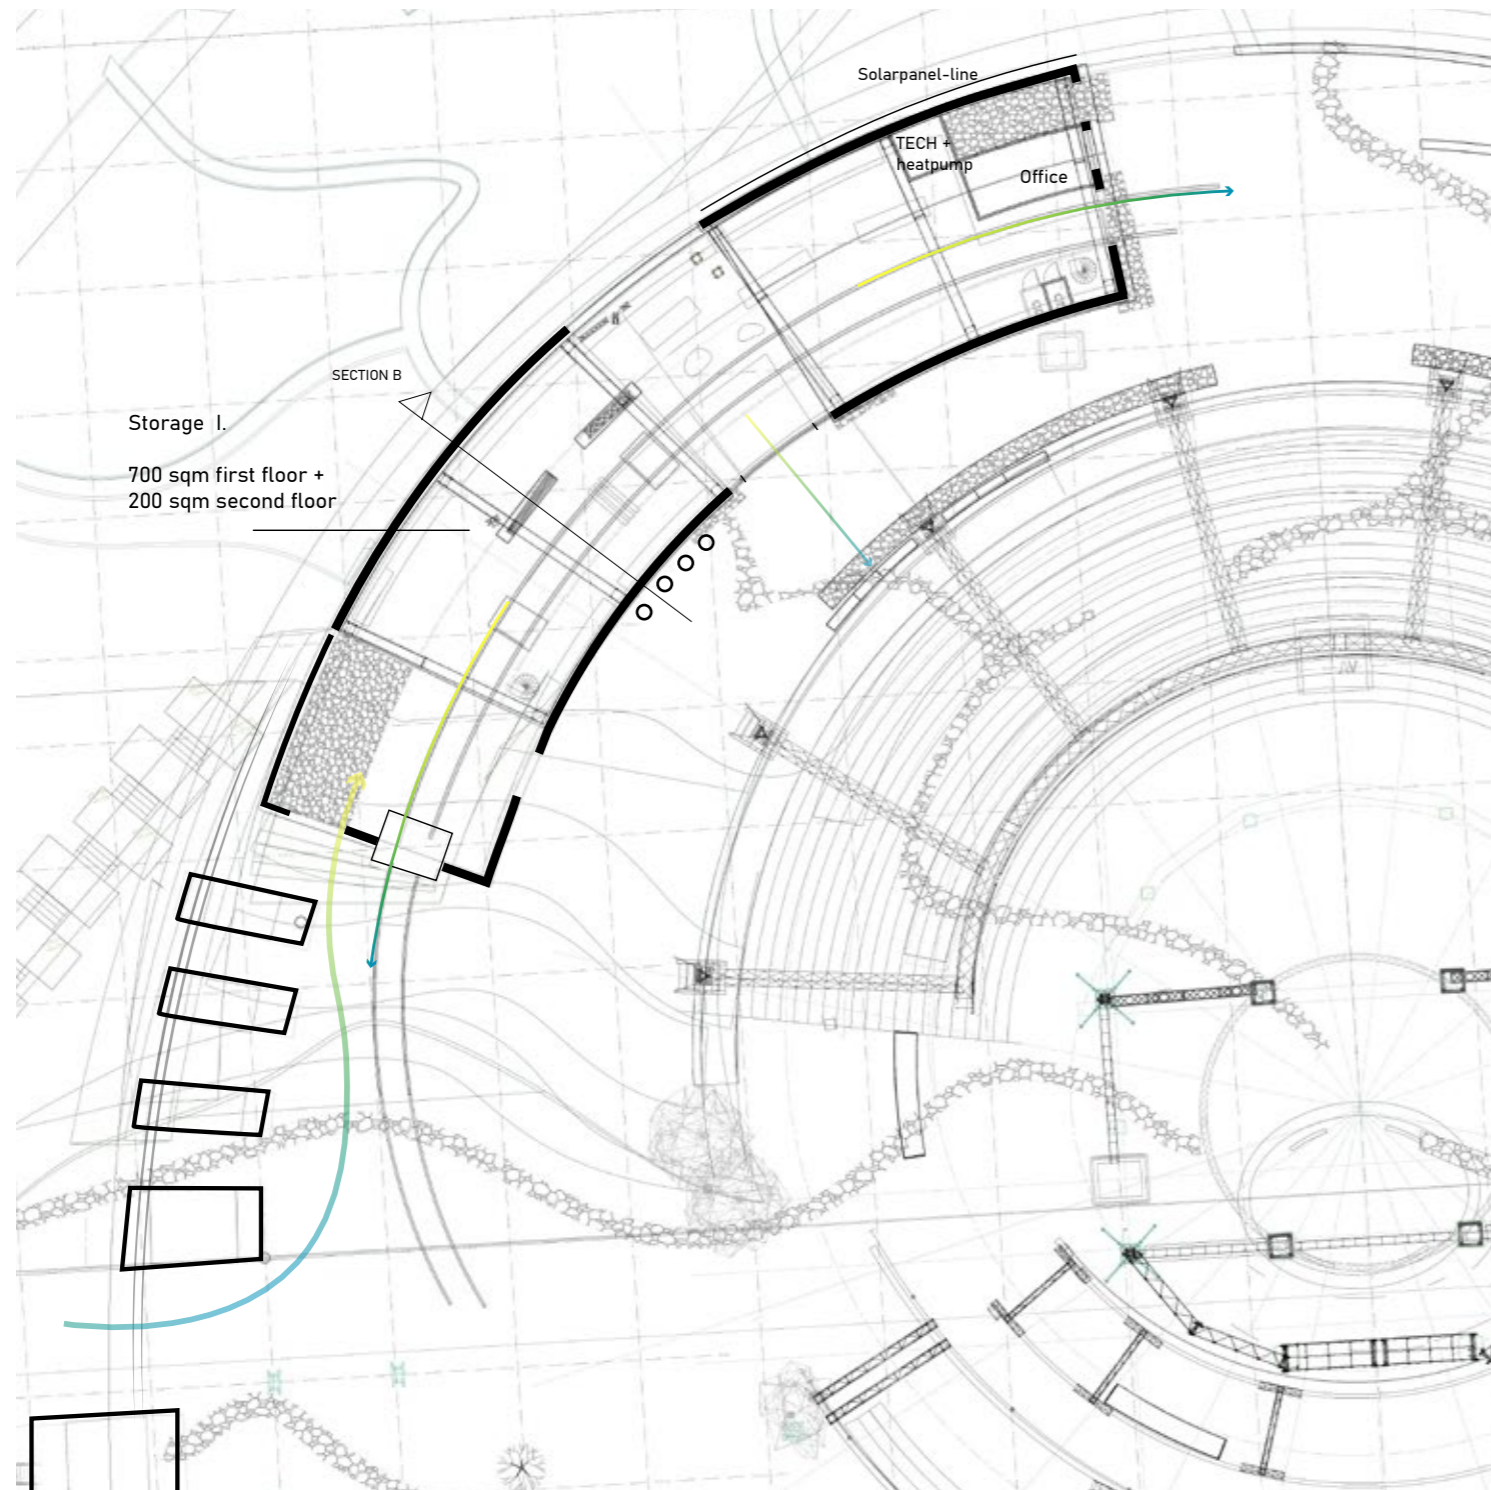 Solarpanel-line
TECH +
heatpump
Office
SECTION B
Storage I.
700 sqm first floor +
200 sqm second floor